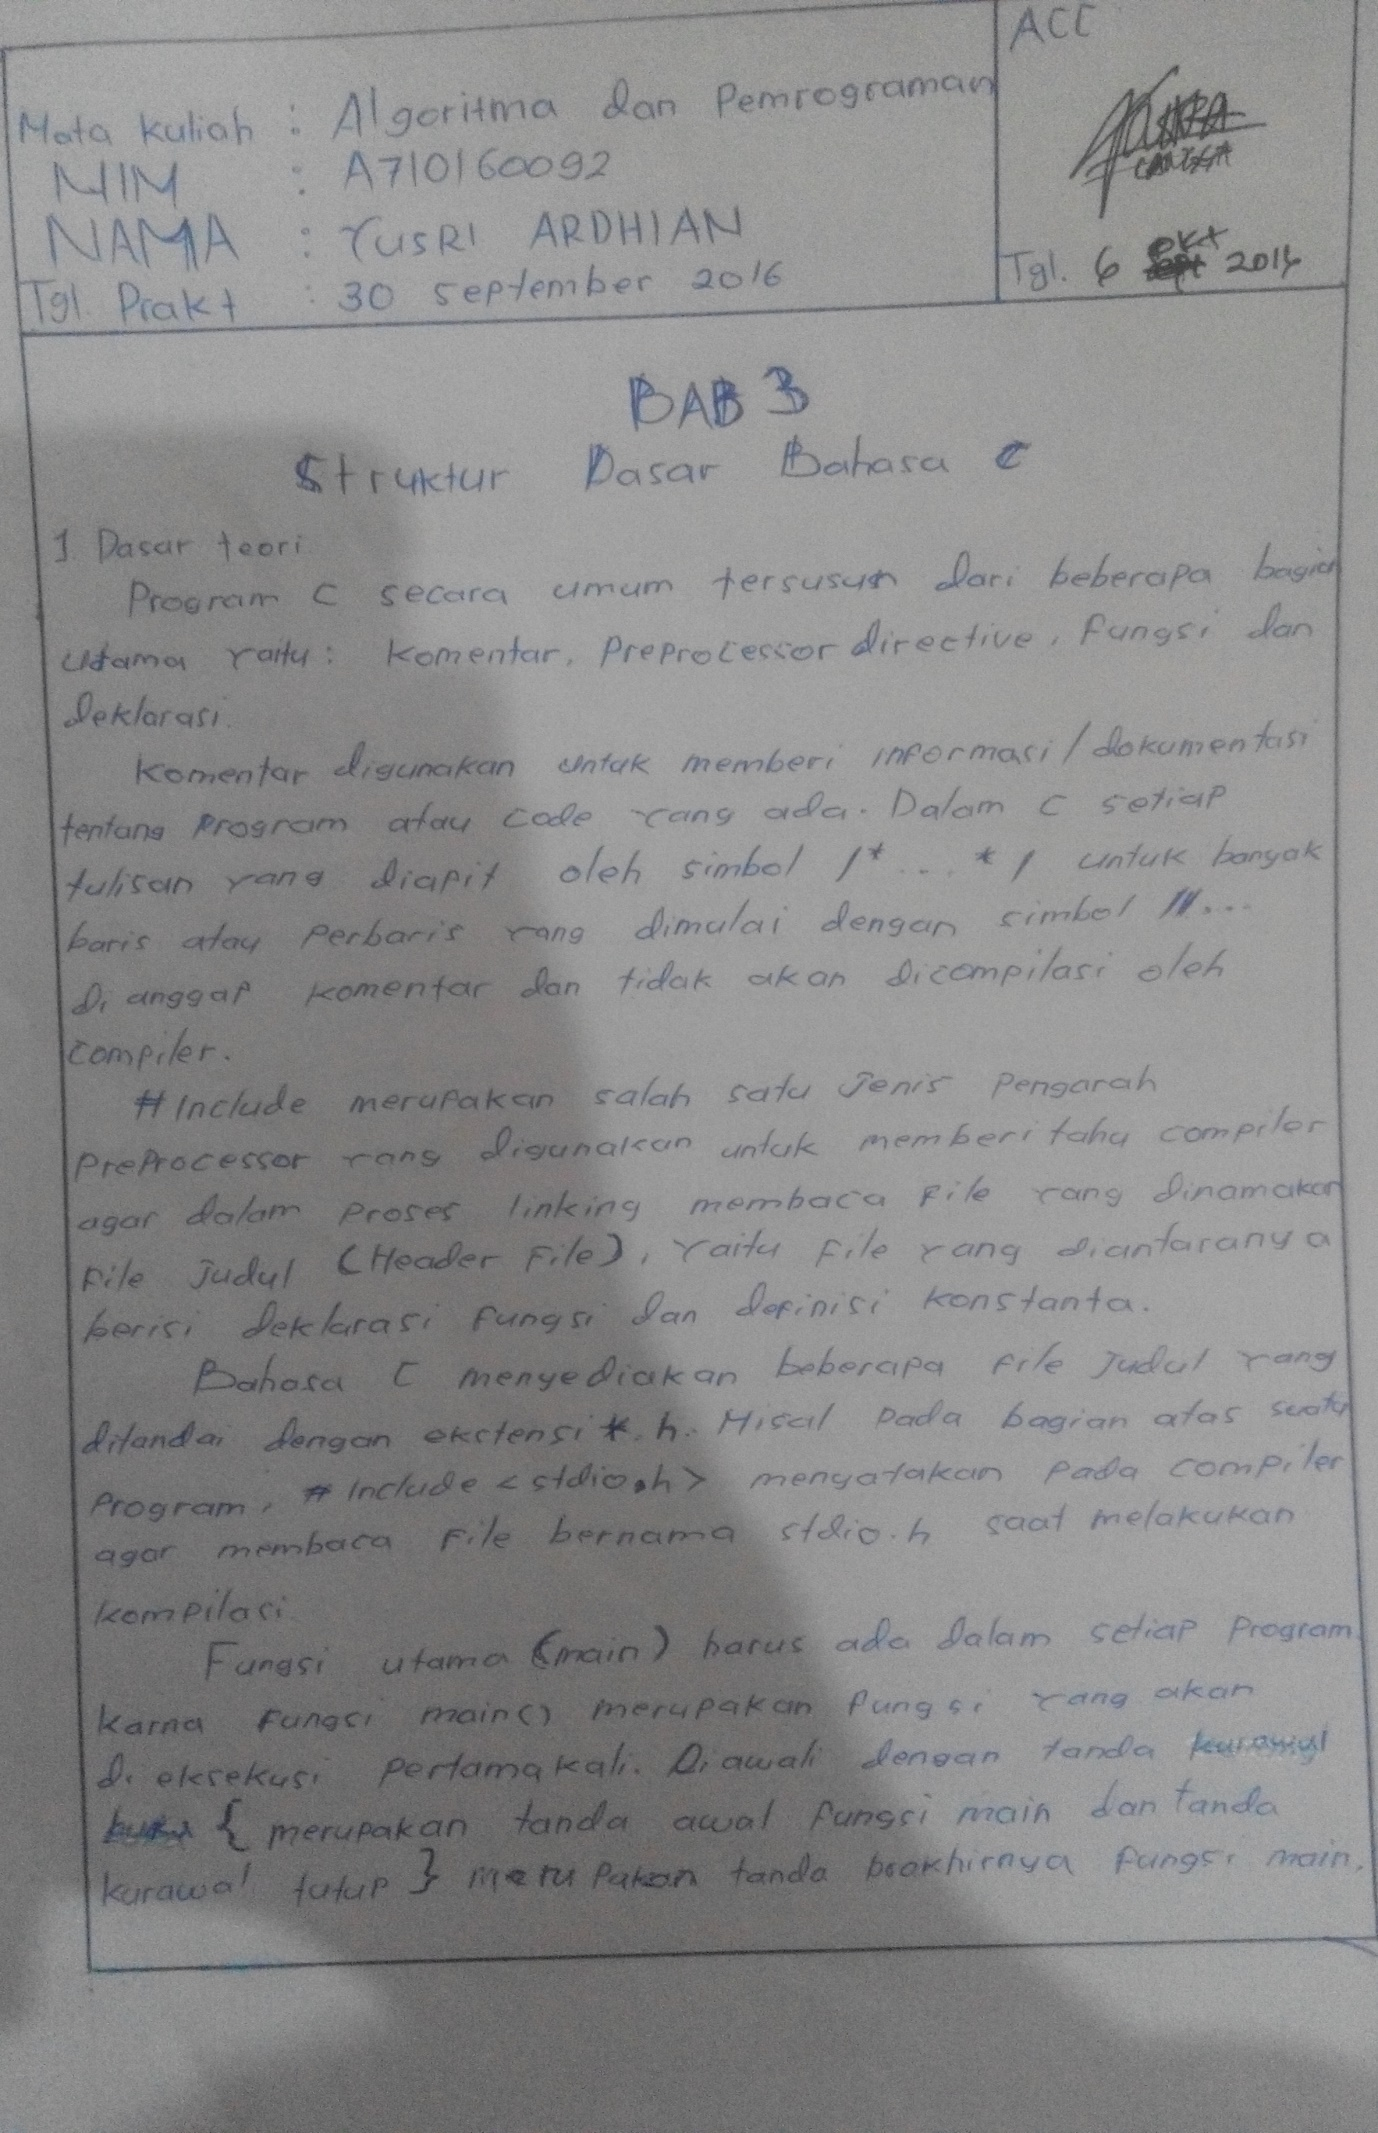 ACC
Mata kuliah : Algoritma dan Pemrograman
NIM : A710160092
NAMA : YUSRI ARDHIAN
Tgl. Prakt : 30 september 2016
Tgl. 6 okt 2016
BAB 3
Struktur Dasar Bahasa C
1. Dasar teori
Program C secara umum tersusun dari beberapa bagian
utama yaitu : komentar, Preprocessor directive, fungsi dan
deklarasi.
Komentar digunakan untuk memberi informasi / dokumentasi
tentang program atau code yang ada. Dalam C setiap
tulisan yang diapit oleh simbol /* ... */ untuk banyak
baris atau perbaris yang dimulai dengan simbol //...
di anggap komentar dan tidak akan dicompilasi oleh
compiler.
# Include merupakan salah satu Jenis pengarah
preprocessor yang digunakan untuk memberi tahu compiler
agar dalam proses linking membaca file yang dinamakan
file judul (Header File), yaitu file yang diantaranya
berisi deklarasi fungsi dan definisi konstanta.
Bahasa C menyediakan beberapa file judul yang
ditandai dengan ekstensi *.h. Misal pada bagian atas suatu
program, # Include <stdio.h> menyatakan pada compiler
agar membaca file bernama stdio.h saat melakukan
kompilasi.
Fungsi utama (main) harus ada dalam setiap program.
karna fungsi main() merupakan fungsi yang akan
di eksekusi pertamakali. Diawali dengan tanda kurawal
buka { merupakan tanda awal fungsi main dan tanda
kurawal tutup } merupakan tanda brakhirnya fungsi main.